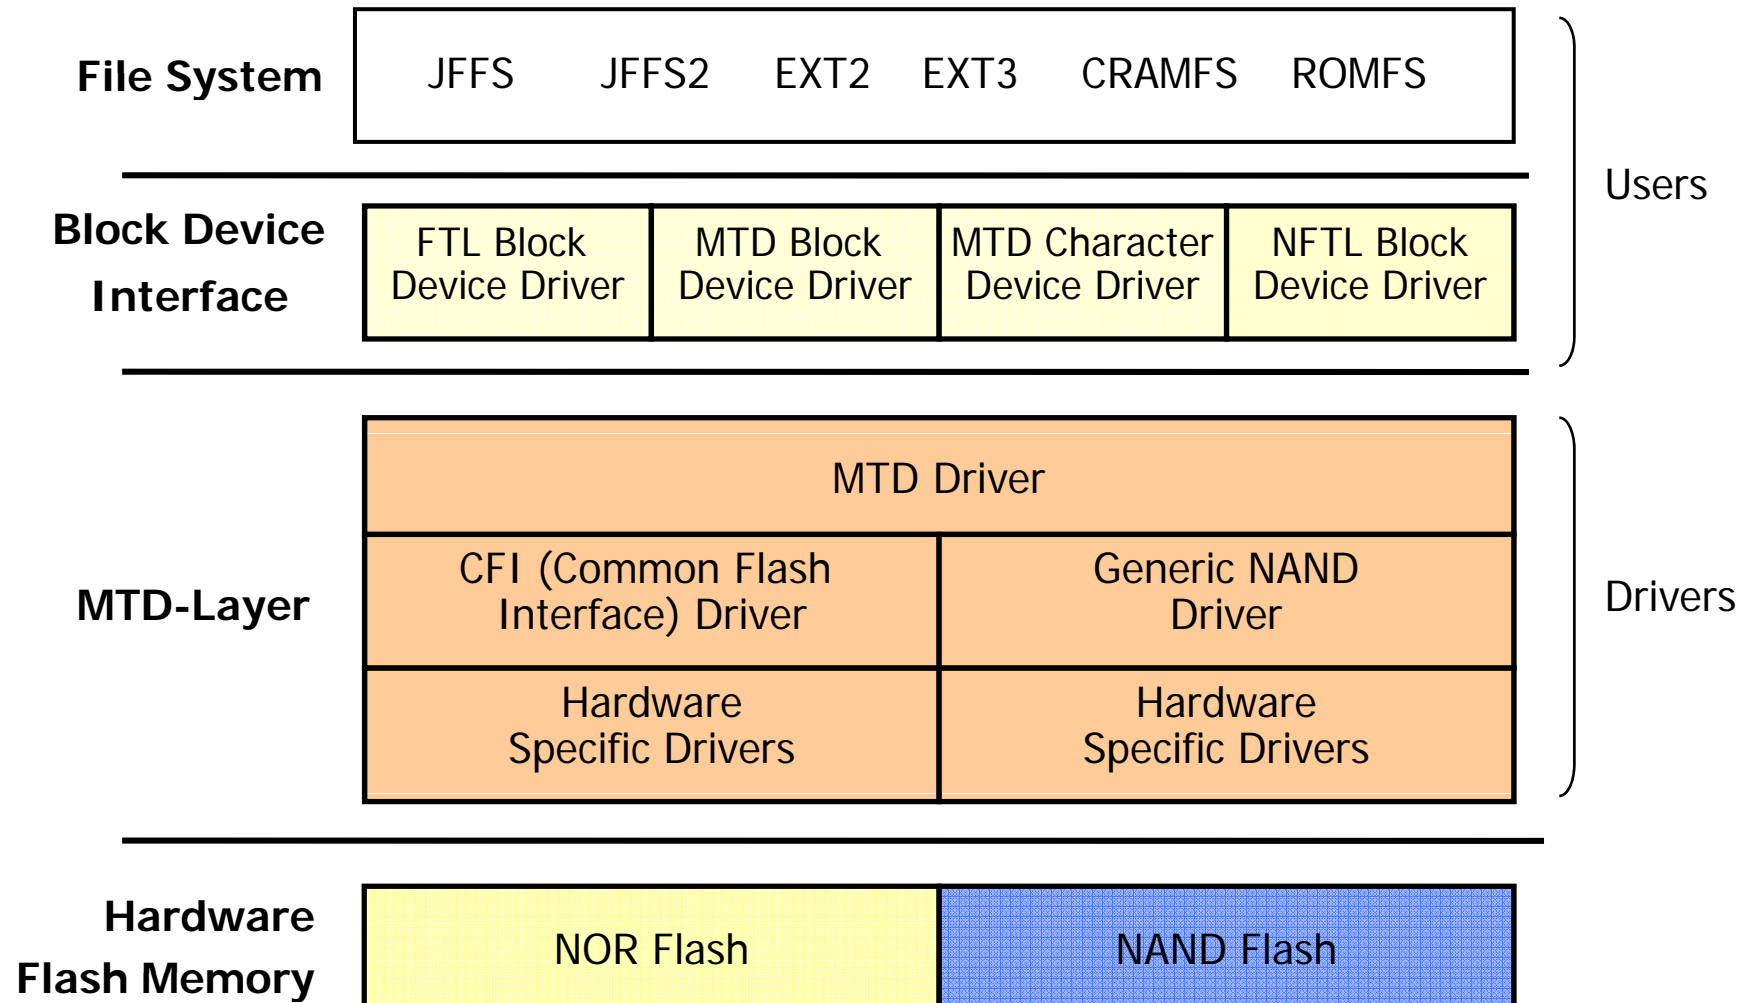 File System
JFFS JFFS2 EXT2 EXT3 CRAMFS ROMFS
Users
Block Device
Interface
FTL Block
Device Driver
MTD Block
Device Driver
MTD Character
Device Driver
NFTL Block
Device Driver
MTD-Layer
MTD Driver
CFI (Common Flash
Interface) Driver
Generic NAND
Driver
Hardware
Specific Drivers
Hardware
Specific Drivers
Drivers
Hardware
Flash Memory
NOR Flash
NAND Flash